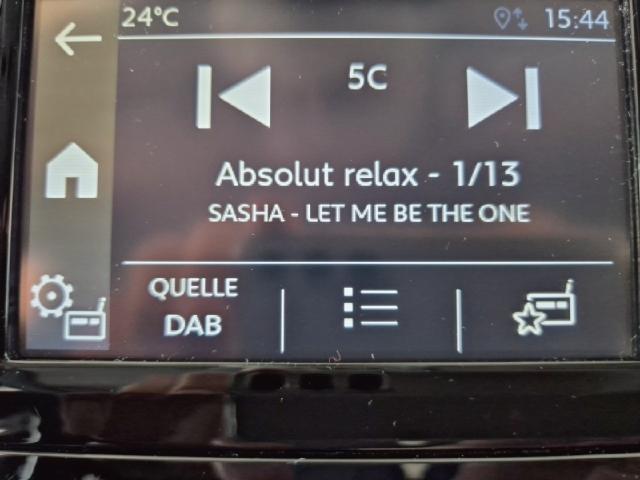 24°C 15:44
5C
Absolut relax - 1/13
SASHA - LET ME BE THE ONE
QUELLE
DAB